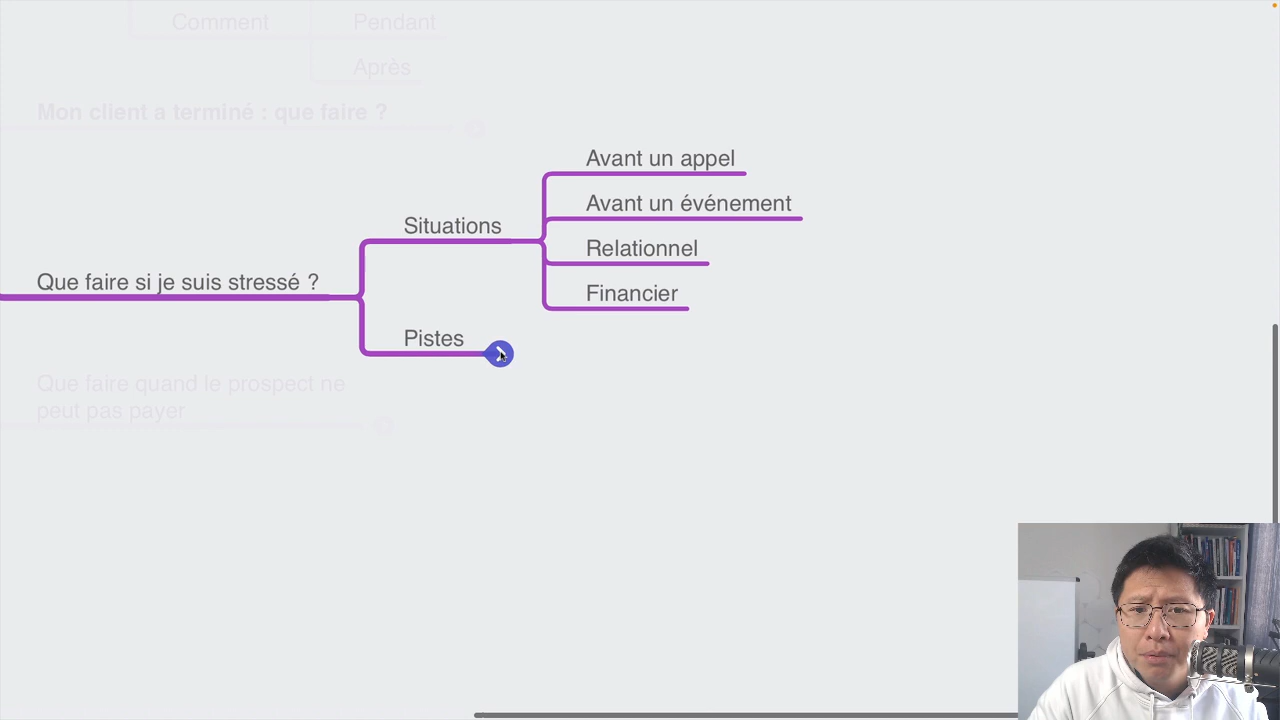 Comment
Pendant
Après
Mon client a terminé : que faire ?
Avant un appel
Avant un événement
Situations
Relationnel
Que faire si je suis stressé ?
Financier
Pistes
Que faire quand le prospect ne
peut pas payer